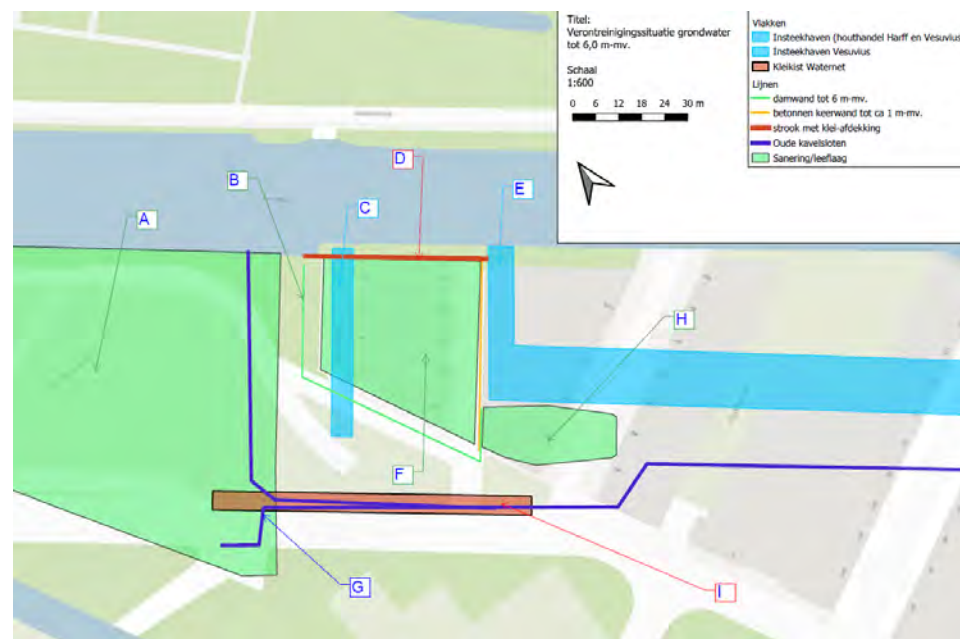 Titel:
Verontreinigingssituatie grondwater
tot 6,0 m-mv.
Schaal
1:600
0 6 12 18 24 30 m
Vlakken
Insteekhaven (houthandel Harff en Vesuvius
Insteekhaven Vesuvius
Kleikist Waternet
Lijnen
damwand tot 6 m-mv.
betonnen keerwand tot ca 1 m-mv.
strook met klei-afdekking
Oude kavelsloten
Sanering/leeflaag
A
B
C
D
E
F
G
H
I